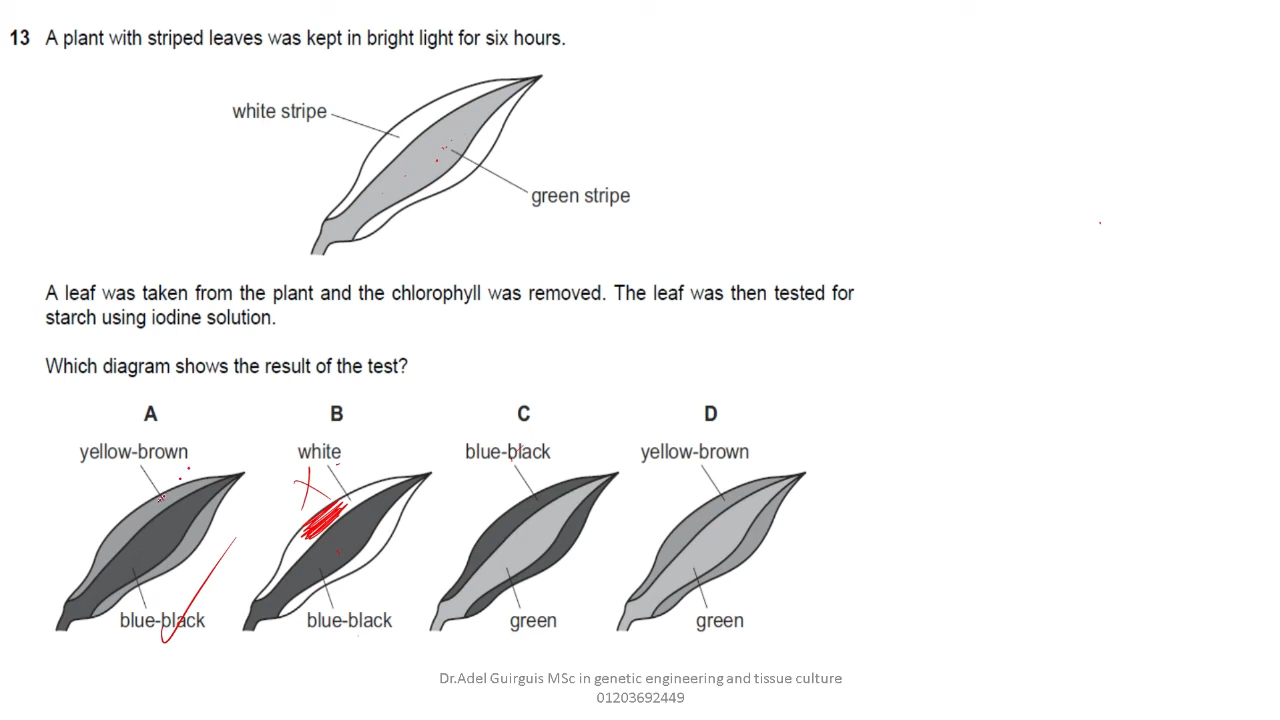 13 A plant with striped leaves was kept in bright light for six hours.
white stripe
green stripe
A leaf was taken from the plant and the chlorophyll was removed. The leaf was then tested for
starch using iodine solution.
Which diagram shows the result of the test?
A B C D
yellow-brown white blue-black yellow-brown
blue-black blue-black green green
Dr.Adel Guirguis MSc in genetic engineering and tissue culture
01203692449